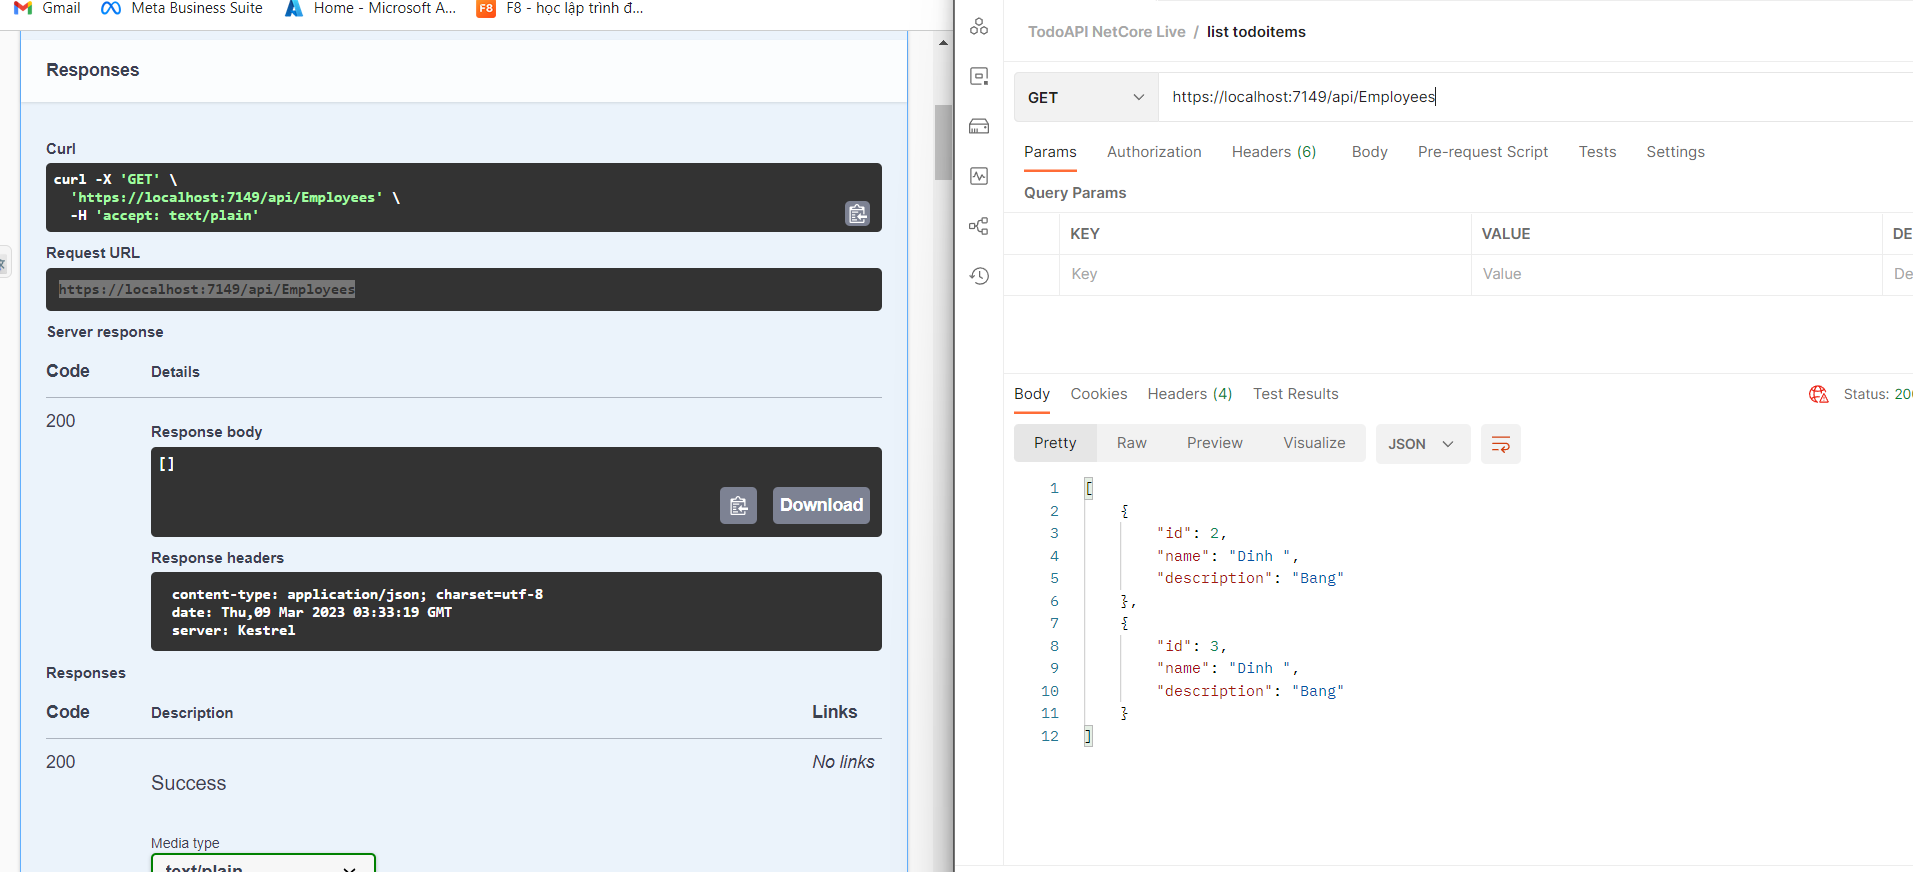 Gmail
Meta Business Suite
Home - Microsoft A...
F8
F8 - học lập trình đ...
Responses
Curl
curl -X 'GET' \
'https://localhost:7149/api/Employees' \
-H 'accept: text/plain'
Request URL
https://localhost:7149/api/Employees
Server response
Code
Details
200
Response body
[]
Download
Response headers
content-type: application/json; charset=utf-8
date: Thu,09 Mar 2023 03:33:19 GMT
server: Kestrel
Responses
Code
Description
Links
200
Success
No links
Media type
text/plain
TodoAPI NetCore Live / list todoitems
GET
https://localhost:7149/api/Employees
Params
Authorization
Headers (6)
Body
Pre-request Script
Tests
Settings
Query Params
KEY
VALUE
DE
Key
Value
De
Body
Cookies
Headers (4)
Test Results
Status: 20
Pretty
Raw
Preview
Visualize
JSON
1 [
2 {
3 "id": 2,
4 "name": "Dinh ",
5 "description": "Bang"
6 },
7 {
8 "id": 3,
9 "name": "Dinh ",
10 "description": "Bang"
11 }
12 ]